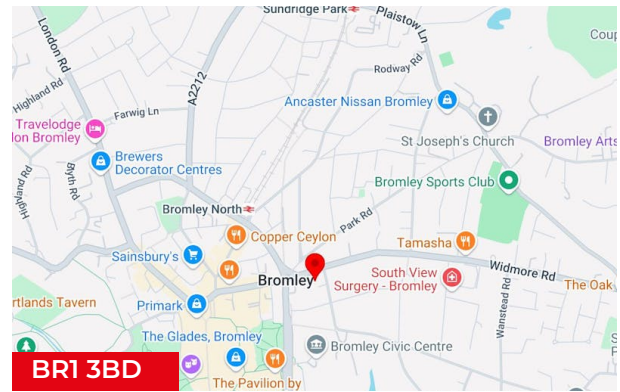 Sundridge Park
Plaistow Ln
London Rd
Coup
A2212
Rodway Rd
Highland Rd
Ancaster Nissan Bromley
Farwig Ln
Travelodge
lon Bromley
St Joseph's Church
Bromley Arts
Brewers
Decorator Centres
Blyth Rd
Highland Rd
Bromley Sports Club
Bromley North
Park Rd
Copper Ceylon
Tamasha
Sainsbury's
Widmore Rd
Bromley
South View
Surgery - Bromley
The Oak
Wanstead Rd
rtlands Tavern
Primark
The Glades, Bromley
Bromley Civic Centre
BR1 3BD
The Pavilion by